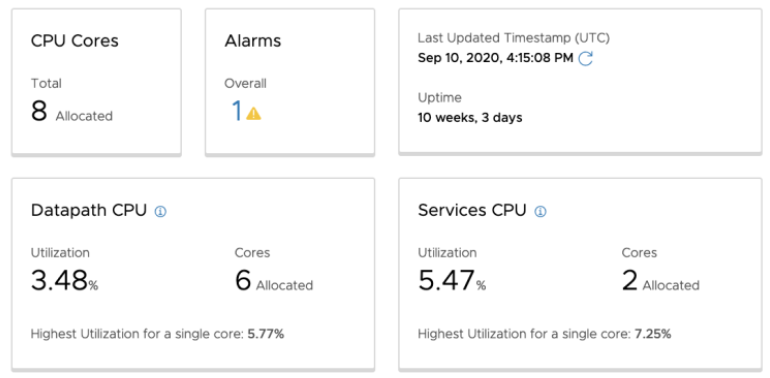 CPU Cores
Total
8 Allocated
Alarms
Overall
1
Last Updated Timestamp (UTC)
Sep 10, 2020, 4:15:08 PM
Uptime
10 weeks, 3 days
Datapath CPU
Utilization
3.48%
Cores
6 Allocated
Highest Utilization for a single core: 5.77%
Services CPU
Utilization
5.47%
Cores
2 Allocated
Highest Utilization for a single core: 7.25%